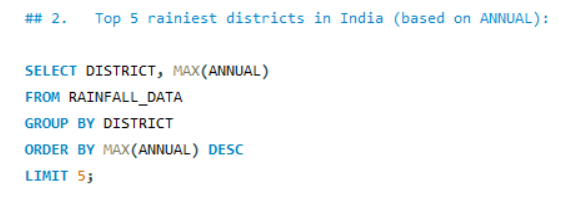 ## 2.   Top 5 rainiest districts in India (based on ANNUAL):
SELECT DISTRICT, MAX(ANNUAL)
FROM RAINFALL_DATA
GROUP BY DISTRICT
ORDER BY MAX(ANNUAL) DESC
LIMIT 5;